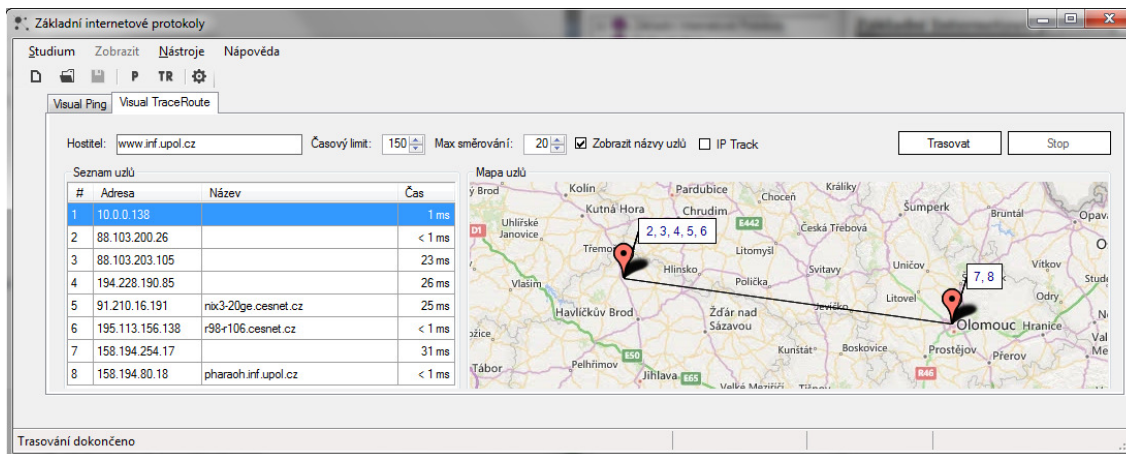 Základní internetové protokoly
Studium Zobrazit Nástroje Nápověda
P TR
Visual Ping Visual TraceRoute
Hostitel: www.inf.upol.cz Časový limit: 150 Max směrování: 20 Zobrazit názvy uzlů IP Track Trasovat Stop
Seznam uzlů
# Adresa Název Čas
1 10.0.0.138 1 ms
2 88.103.200.26 < 1 ms
3 88.103.203.105 23 ms
4 194.228.190.85 26 ms
5 91.210.16.191 nix3-20ge.cesnet.cz 25 ms
6 195.113.156.138 r98-r106.cesnet.cz < 1 ms
7 158.194.254.17 31 ms
8 158.194.80.18 pharaoh.inf.upol.cz < 1 ms
Mapa uzlů
ý Brod Kolín Pardubice Choceň Králíky
Kutná Hora Chrudim Šumperk Bruntál Opav
D1 Uhlířské Janovice 2, 3, 4, 5, 6 E442 Česká Třebová
Třemo Litomyšl
Vlašim Hlinsko Polička Svitavy Uničov 7, 8 Vítkov Stude
Havlíčkův Brod Žďár nad Sázavou Jevíčko Litovel Odry
Olomouc Hranice
E50 Kunštát Boskovice Prostějov Přerov
Tábor Pelhřimov Jihlava E65 R46
Velké Meziříčí
Trasování dokončeno